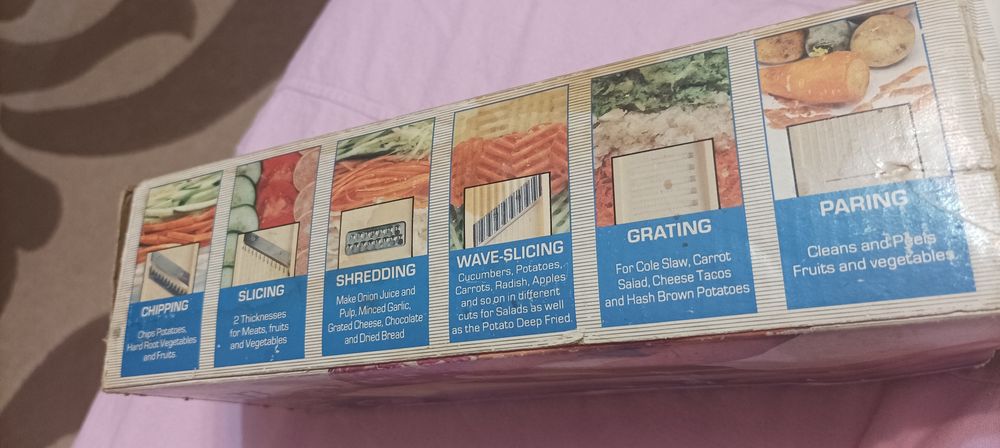 CHIPPING
Chips Potatoes,
Hard Root Vegetables
and Fruits.
SLICING
2 Thicknesses
for Meats, fruits
and Vegetables
SHREDDING
Make Onion Juice and
Pulp, Minced Garlic,
Grated Cheese, Chocolate
and Dried Bread
WAVE-SLICING
Cucumbers, Potatoes,
Carrots, Radish, Apples
and so on in different
cuts for Salads as well
as the Potato Deep Fried.
GRATING
For Cole Slaw, Carrot
Salad, Cheese Tacos
and Hash Brown Potatoes
PARING
Cleans and Peels
Fruits and vegetables